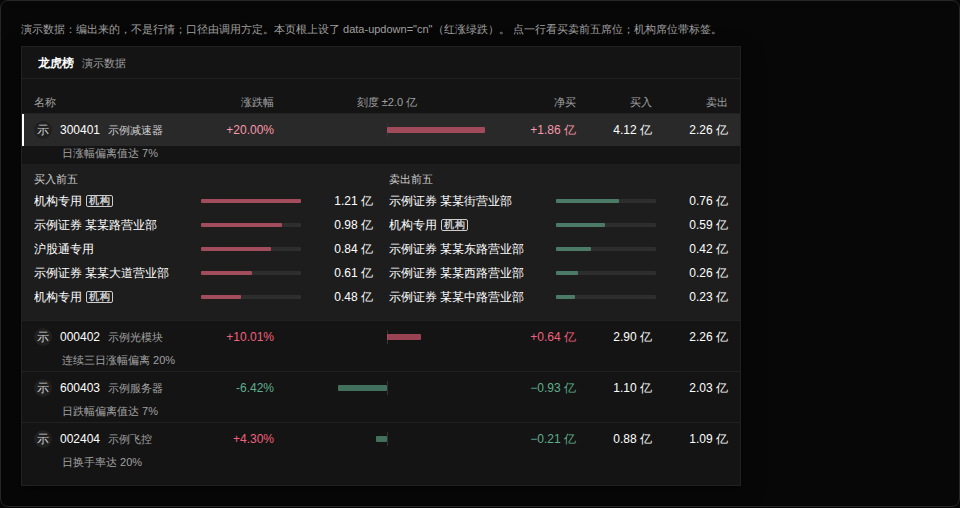 演示数据：编出来的，不是行情；口径由调用方定。本页根上设了 data-updown="cn"（红涨绿跌）。 点一行看买卖前五席位；机构席位带标签。
龙虎榜 演示数据
名称 涨跌幅 刻度 ±2.0 亿 净买 买入 卖出
示 300401 示例减速器 +20.00% +1.86 亿 4.12 亿 2.26 亿
日涨幅偏离值达 7%
买入前五 卖出前五
机构专用 机构 1.21 亿 示例证券 某某街营业部 0.76 亿
示例证券 某某路营业部 0.98 亿 机构专用 机构 0.59 亿
沪股通专用 0.84 亿 示例证券 某某东路营业部 0.42 亿
示例证券 某某大道营业部 0.61 亿 示例证券 某某西路营业部 0.26 亿
机构专用 机构 0.48 亿 示例证券 某某中路营业部 0.23 亿
示 000402 示例光模块 +10.01% +0.64 亿 2.90 亿 2.26 亿
连续三日涨幅偏离 20%
示 600403 示例服务器 -6.42% −0.93 亿 1.10 亿 2.03 亿
日跌幅偏离值达 7%
示 002404 示例飞控 +4.30% −0.21 亿 0.88 亿 1.09 亿
日换手率达 20%